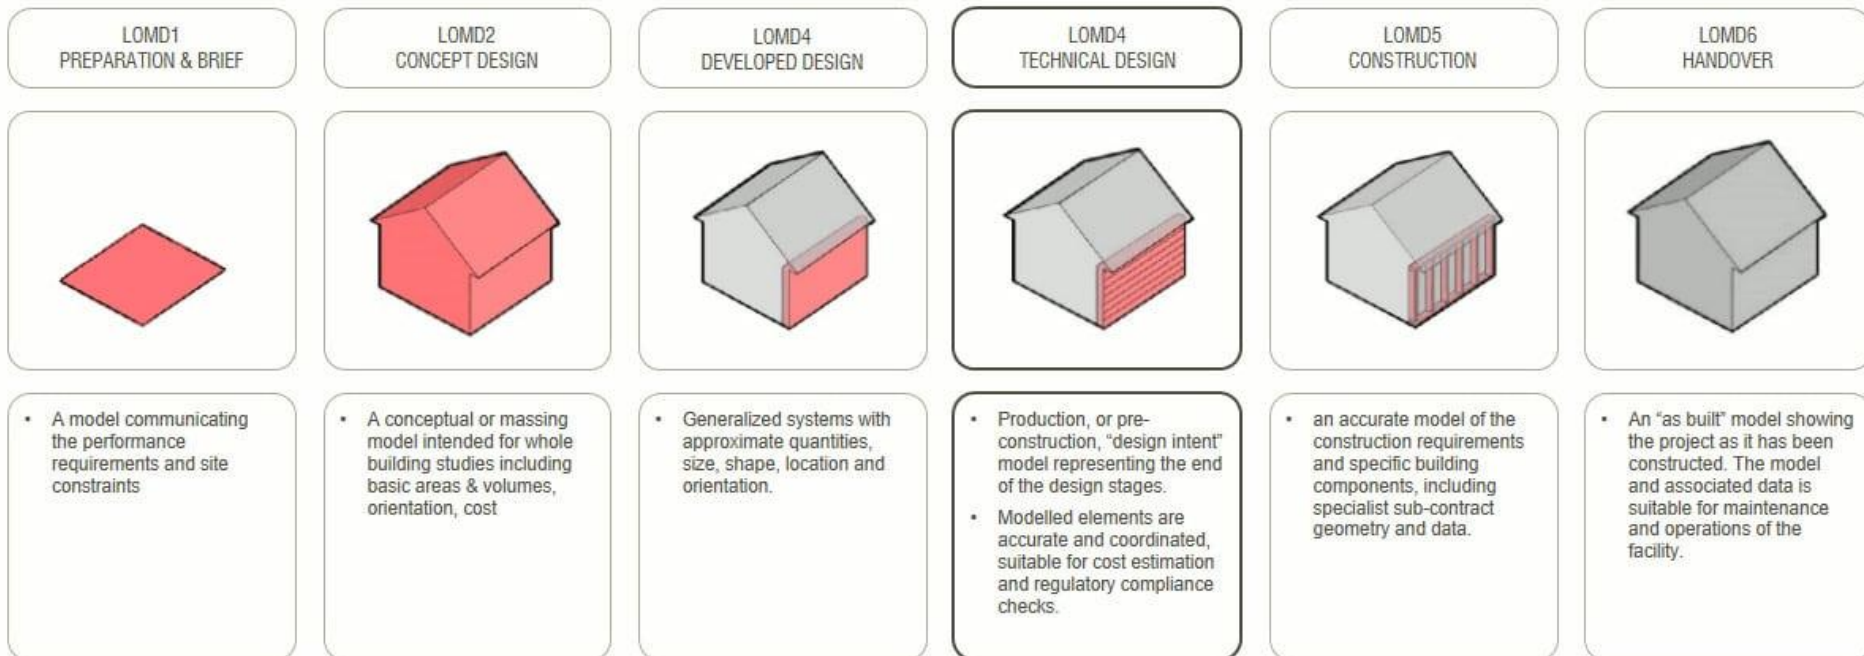 LOMD1
PREPARATION & BRIEF
LOMD2
CONCEPT DESIGN
LOMD4
DEVELOPED DESIGN
LOMD4
TECHNICAL DESIGN
LOMD5
CONSTRUCTION
LOMD6
HANDOVER
• A model communicating
the performance
requirements and site
constraints
• A conceptual or massing
model intended for whole
building studies including
basic areas & volumes,
orientation, cost
• Generalized systems with
approximate quantities,
size, shape, location and
orientation.
• Production, or pre-
construction, “design intent”
model representing the end
of the design stages.
• Modelled elements are
accurate and coordinated,
suitable for cost estimation
and regulatory compliance
checks.
• an accurate model of the
construction requirements
and specific building
components, including
specialist sub-contract
geometry and data.
• An “as built” model showing
the project as it has been
constructed. The model
and associated data is
suitable for maintenance
and operations of the
facility.